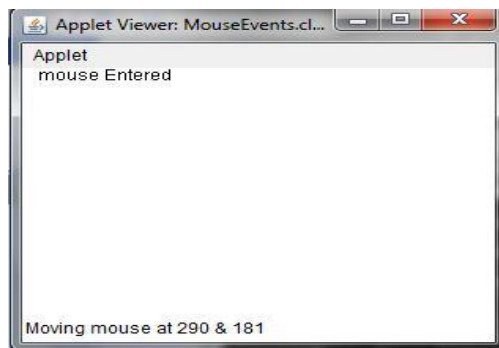 Applet Viewer: MouseEvents.cl...
Applet
mouse Entered
Moving mouse at 290 & 181